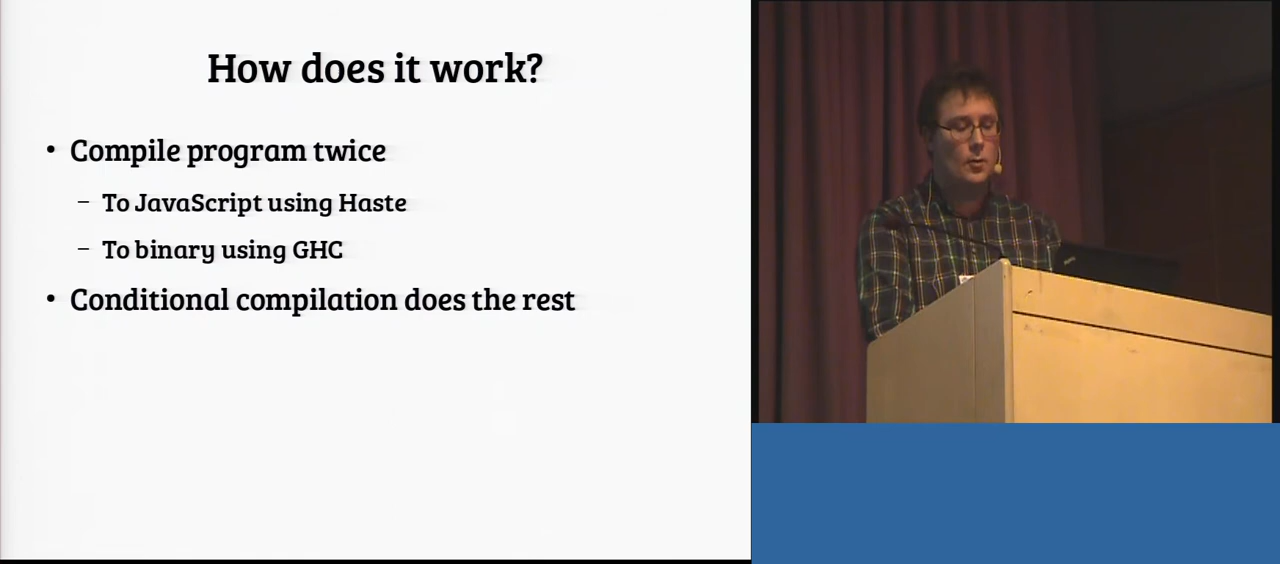 How does it work?
• Compile program twice
– To JavaScript using Haste
– To binary using GHC
• Conditional compilation does the rest